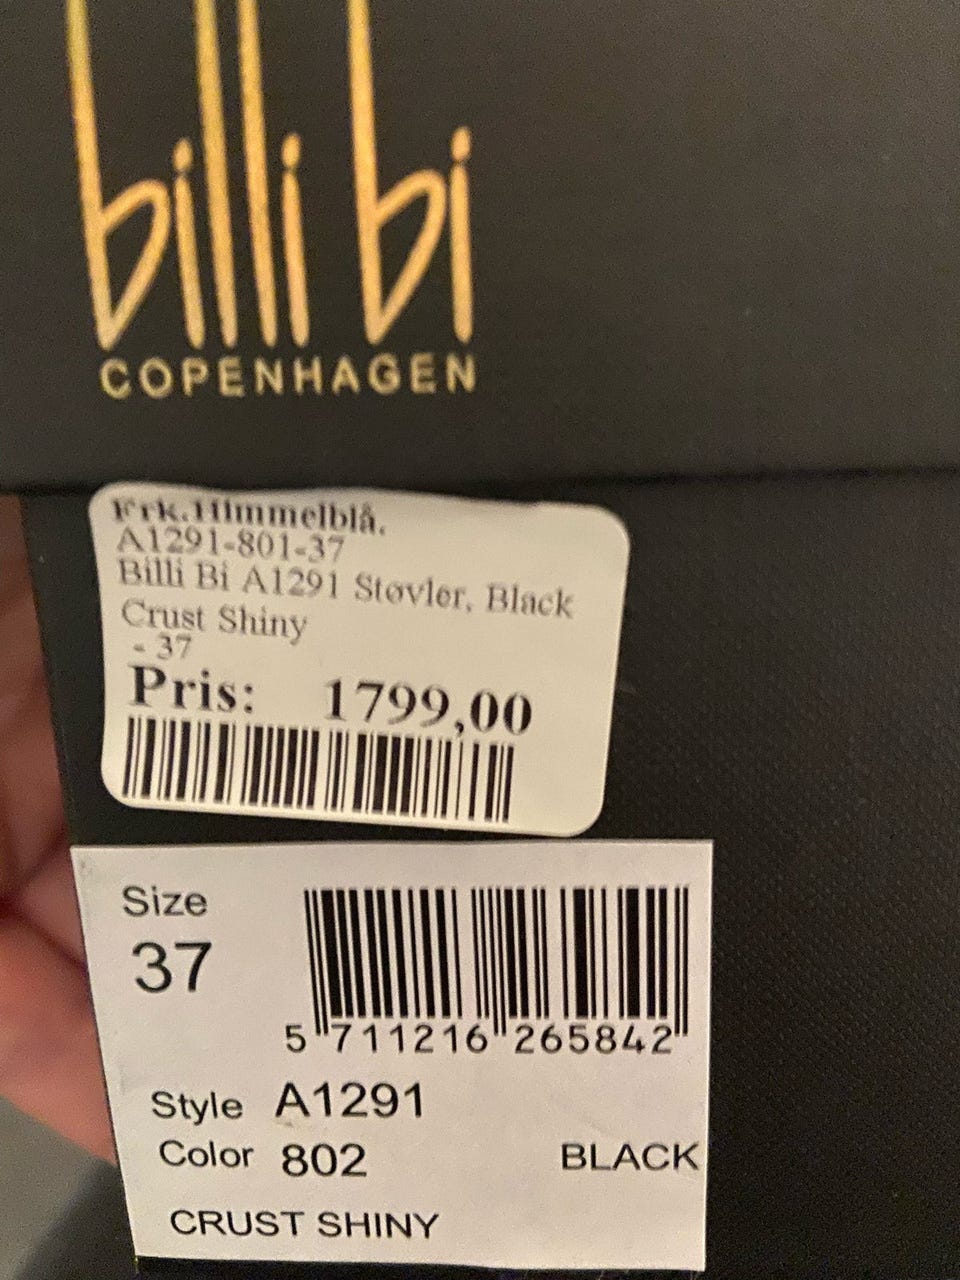 billi bi
COPENHAGEN
Frk.Himmelblå.
A1291-801-37
Billi Bi A1291 Støvler, Black
Crust Shiny
- 37
Pris: 1799,00
Size
37
5 711216 265842
Style A1291
Color 802 BLACK
CRUST SHINY